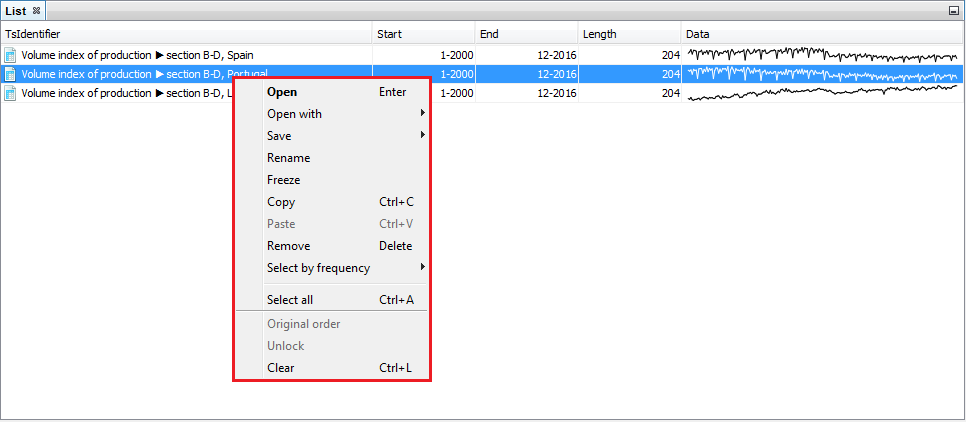 List
TsIdentifier Start End Length Data
Volume index of production ▶ section B-D, Spain 1-2000 12-2016 204
Volume index of production ▶ section B-D, Portugal 1-2000 12-2016 204
Volume index of production ▶ section B-D, L 1-2000 12-2016 204
Open Enter
Open with
Save
Rename
Freeze
Copy Ctrl+C
Paste Ctrl+V
Remove Delete
Select by frequency
Select all Ctrl+A
Original order
Unlock
Clear Ctrl+L